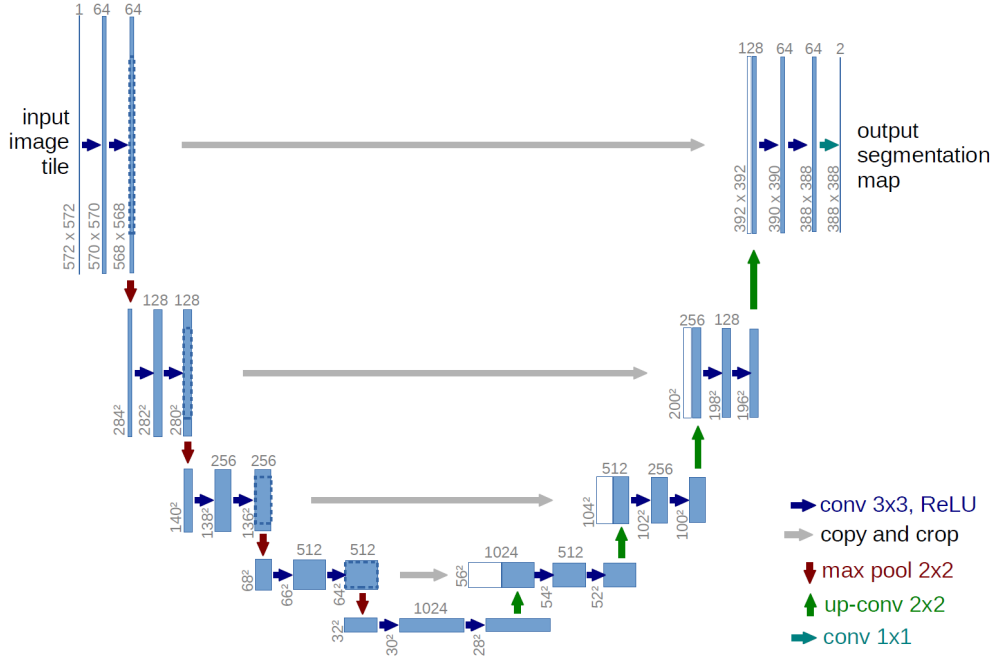 1 64 64
input
image
tile
572 x 572
570 x 570
568 x 568
128 64 64 2
output
segmentation
map
392 x 392
390 x 390
388 x 388
388 x 388
128 128
284²
282²
280²
256 128
200²
198²
196²
256 256
140²
138²
136²
512 256
104²
102²
100²
512 512
68²
66²
64²
1024 512
56²
54²
52²
1024
32²
30²
28²
conv 3x3, ReLU
copy and crop
max pool 2x2
up-conv 2x2
conv 1x1